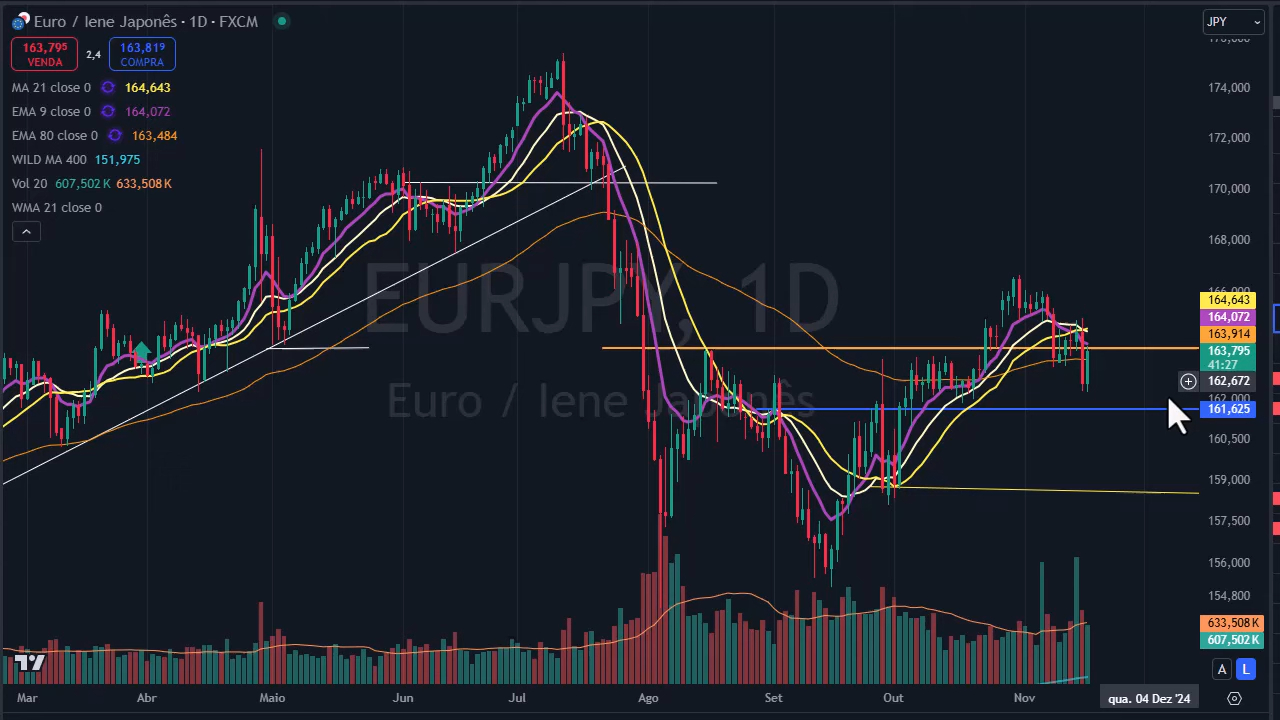 Euro / Iene Japonês · 1D · FXCM
JPY
163,795
VENDA
2,4
163,819
COMPRA
MA 21 close 0 164,643
EMA 9 close 0 164,072
EMA 80 close 0 163,484
WILD MA 400 151,975
Vol 20 607,502 K 633,508 K
WMA 21 close 0
EURJPY, 1D
Euro / Iene Japonês
174,000
172,000
170,000
168,000
166,000
164,643
164,072
163,914
163,795
41:27
162,672
162,000
161,625
160,500
159,000
157,500
156,000
154,800
633,508 K
607,502 K
A L
Mar Abr Maio Jun Jul Ago Set Out Nov qua. 04 Dez '24